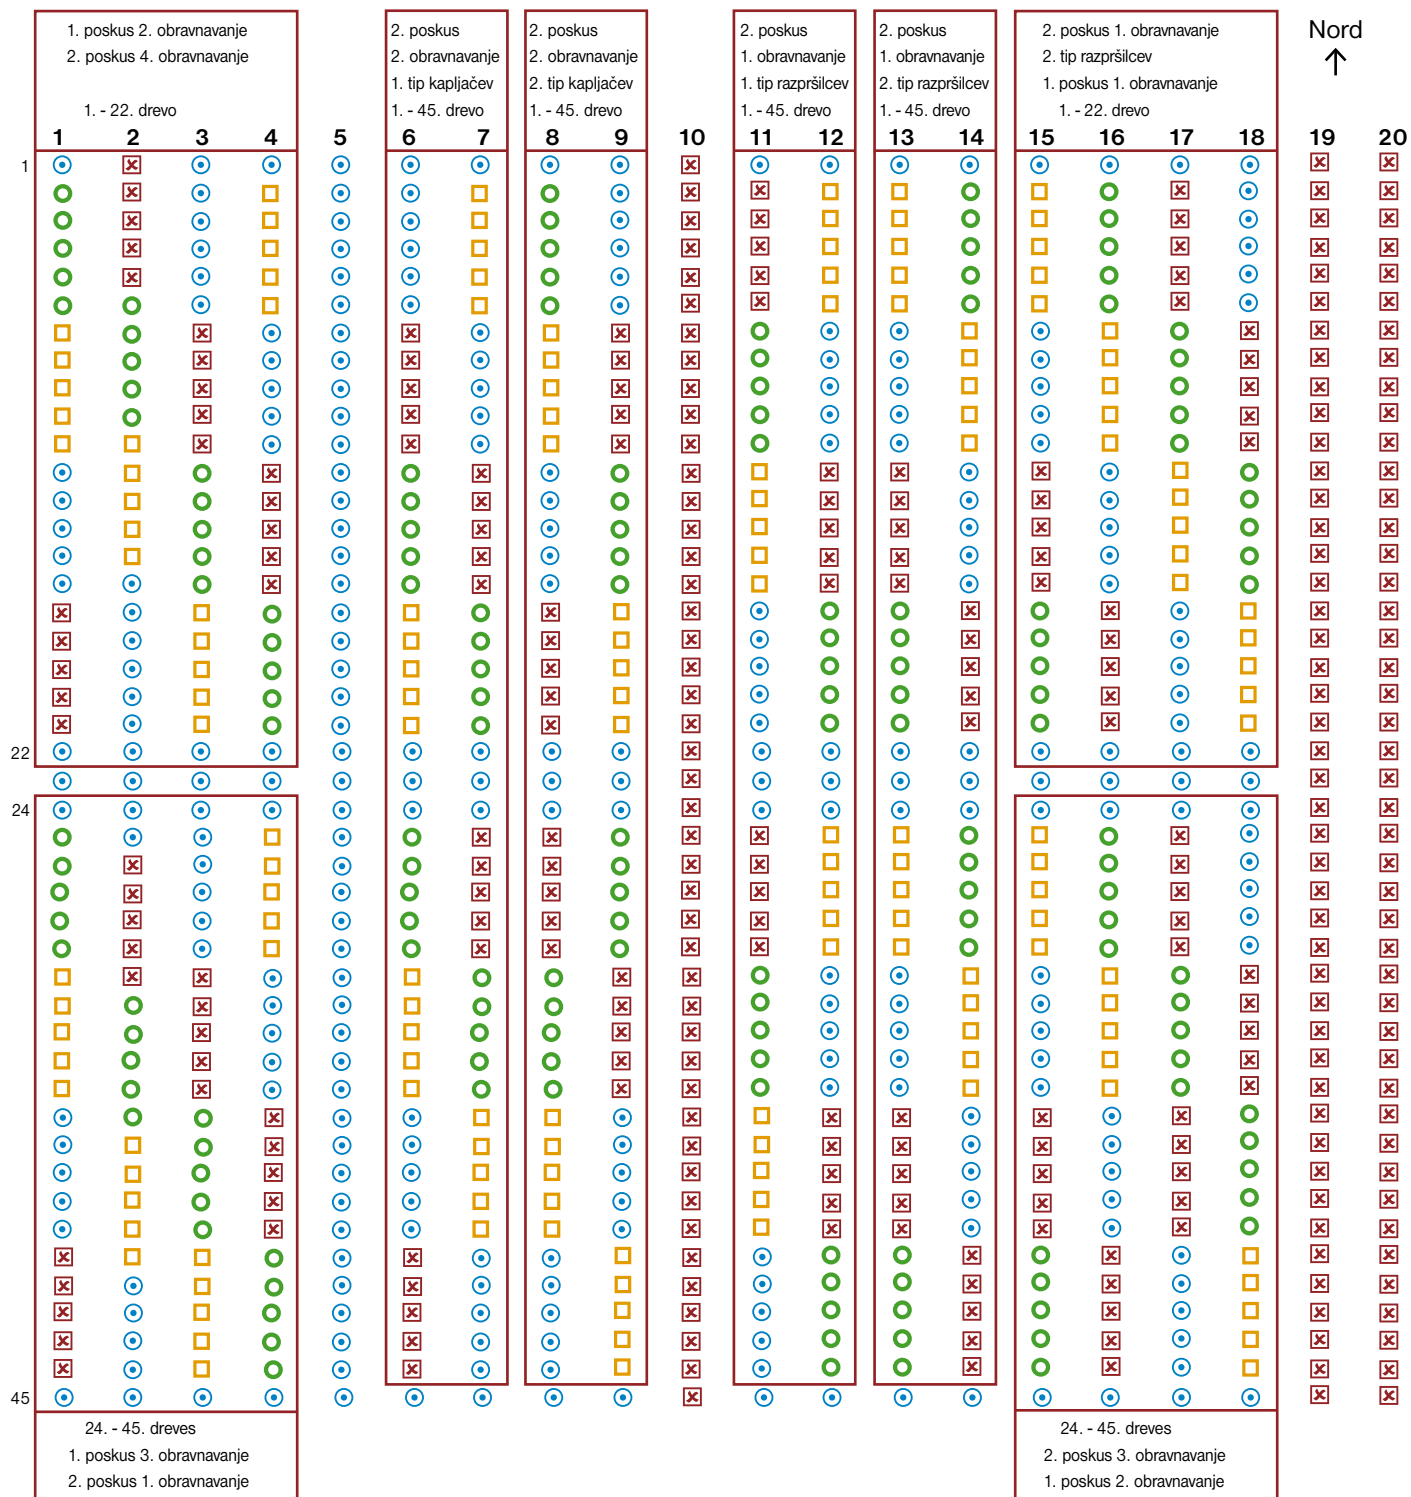 1. poskus 2. obravnavanje
2. poskus 4. obravnavanje
1. - 22. drevo
2. poskus
2. obravnavanje
1. tip kapljačev
1. - 45. drevo
2. poskus
2. obravnavanje
2. tip kapljačev
1. - 45. drevo
2. poskus
1. obravnavanje
1. tip razpršilcev
1. - 45. drevo
2. poskus
1. obravnavanje
2. tip razpršilcev
1. - 45. drevo
2. poskus 1. obravnavanje
2. tip razpršilcev
1. poskus 1. obravnavanje
1. - 22. drevo
Nord
1 2 3 4 5 6 7 8 9 10 11 12 13 14 15 16 17 18 19 20
1
22
24
45
24. - 45. dreves
1. poskus 3. obravnavanje
2. poskus 1. obravnavanje
24. - 45. dreves
2. poskus 3. obravnavanje
1. poskus 2. obravnavanje